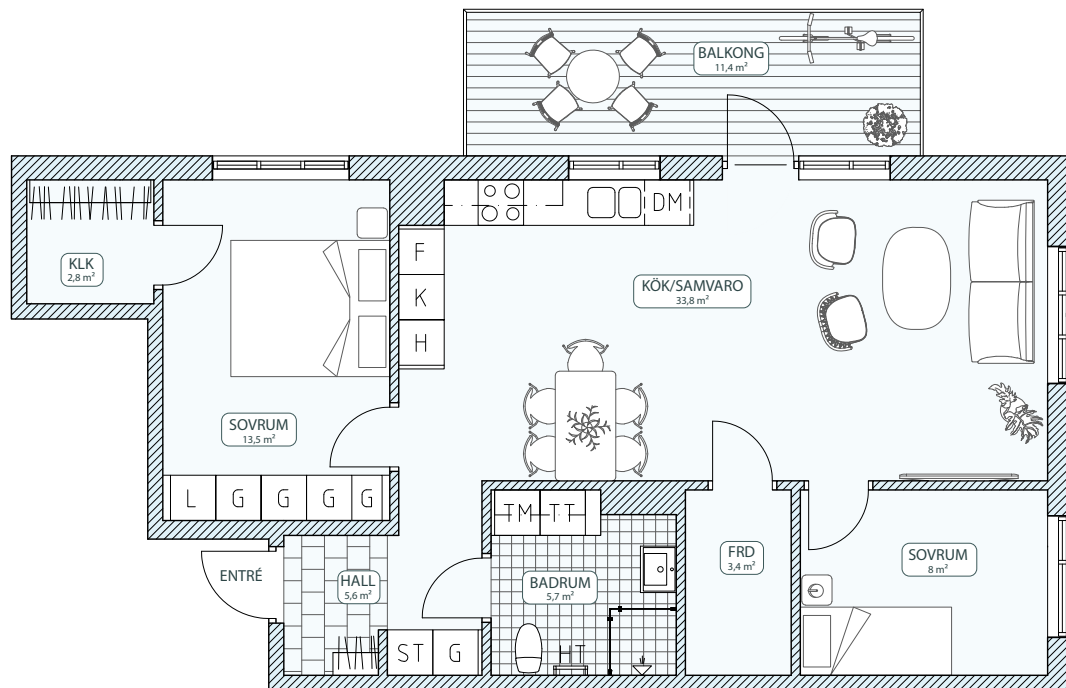 BALKONG
11,4 m²
DM
F
K
H
KLK
2,8 m²
KÖK/SAMVARO
33,8 m²
SOVRUM
13,5 m²
L G G G G
TM TT
ENTRÉ
HALL
5,6 m²
BADRUM
5,7 m²
FRD
3,4 m²
SOVRUM
8 m²
ST G
HT